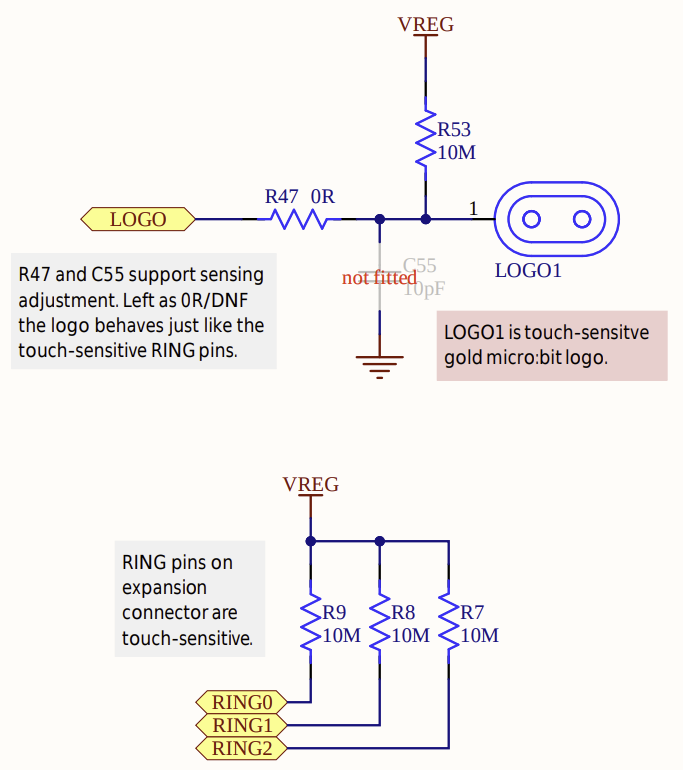 VREG
R53
10M
R47 0R
LOGO
1
C55
not fitted
10pF
LOGO1
R47 and C55 support sensing
adjustment. Left as 0R/DNF
the logo behaves just like the
touch-sensitive RING pins.
LOGO1 is touch-sensitve
gold micro:bit logo.
VREG
RING pins on
expansion
connector are
touch-sensitive.
R9 R8 R7
10M 10M 10M
RING0
RING1
RING2